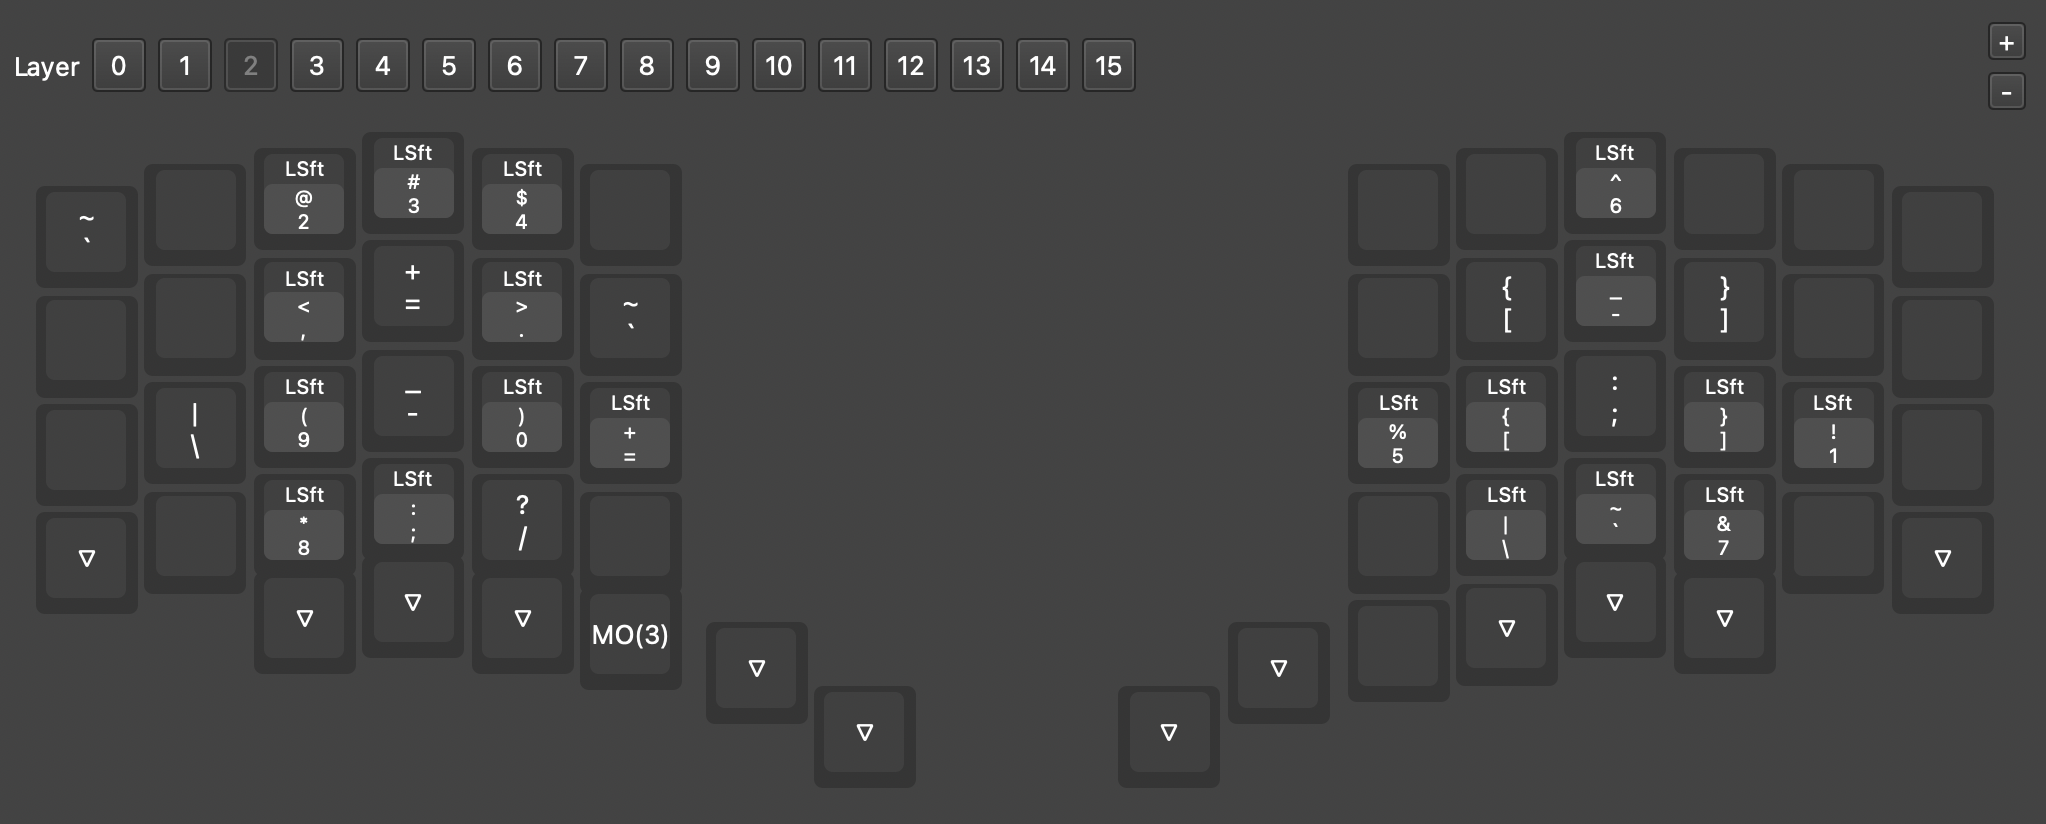 Layer 0 1 2 3 4 5 6 7 8 9 10 11 12 13 14 15
+
-
~
`
LSft
@
2
LSft
#
3
LSft
$
4
LSft
^
6
LSft
<
,
+
=
LSft
>
.
~
`
{
[
LSft
_
-
}
]
|
\
LSft
(
9
_
-
LSft
)
0
LSft
+
=
LSft
%
5
LSft
{
[
:
;
LSft
}
]
LSft
!
1
LSft
*
8
LSft
:
;
?
/
LSft
|
\
LSft
~
`
LSft
&
7
MO(3)